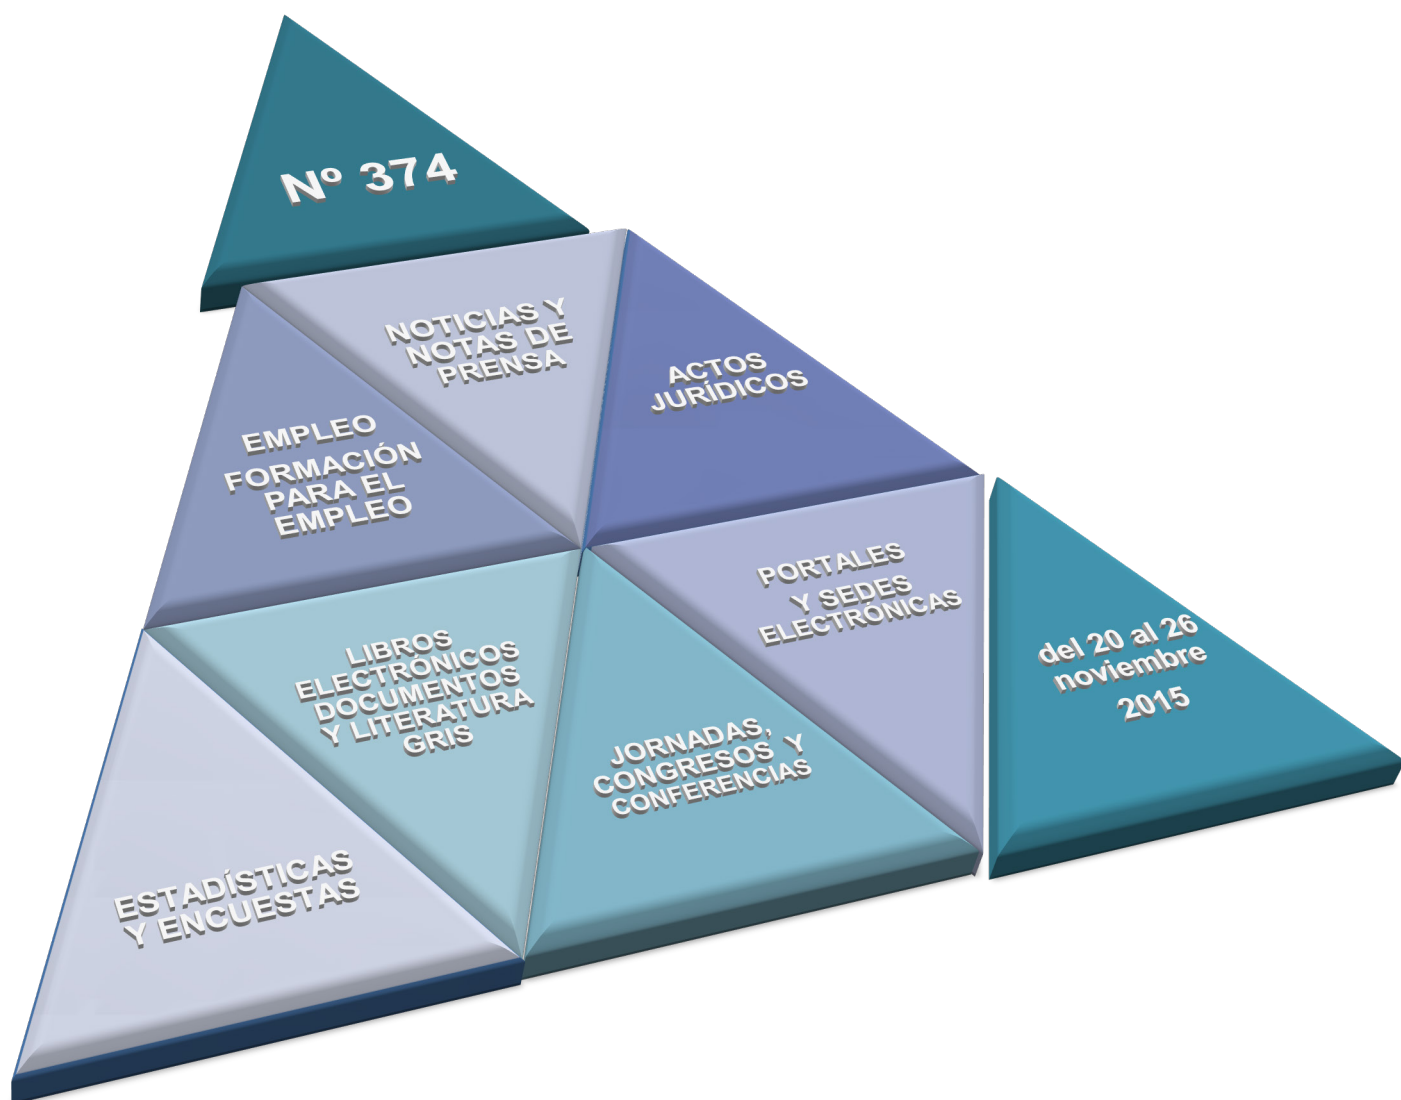 Nº 374
NOTICIAS Y
NOTAS DE
PRENSA
ACTOS
JURÍDICOS
EMPLEO
FORMACIÓN
PARA EL
EMPLEO
PORTALES
Y SEDES
ELECTRÓNICAS
del 20 al 26
noviembre
2015
LIBROS
ELECTRÓNICOS
DOCUMENTOS
Y LITERATURA
GRIS
JORNADAS,
CONGRESOS Y
CONFERENCIAS
ESTADÍSTICAS
Y ENCUESTAS